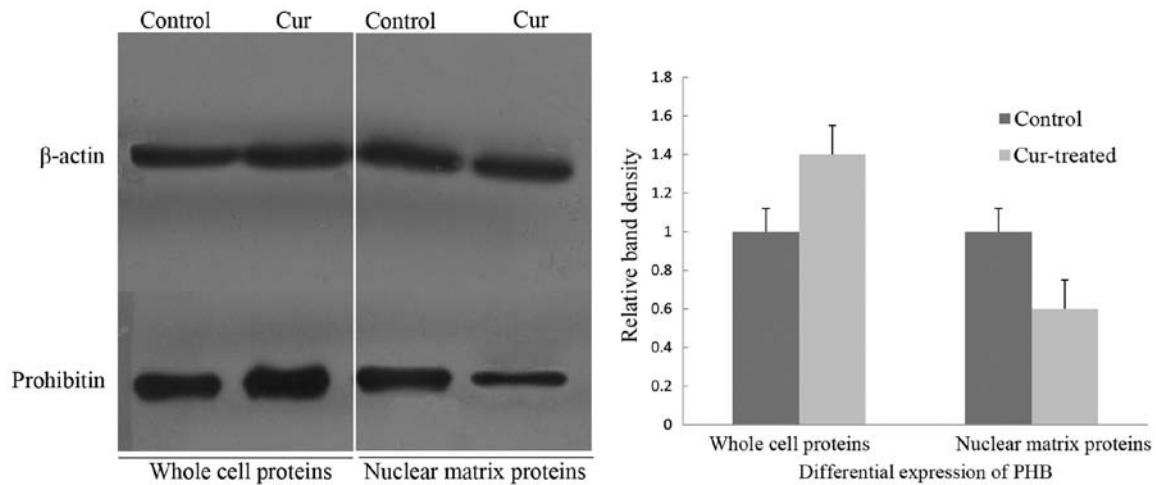 Control Cur Control Cur
β-actin
Prohibitin
Whole cell proteins Nuclear matrix proteins
1.8
1.6
1.4
1.2
1
0.8
0.6
0.4
0.2
0
Relative band density
Control
Cur-treated
Whole cell proteins Nuclear matrix proteins
Differential expression of PHB